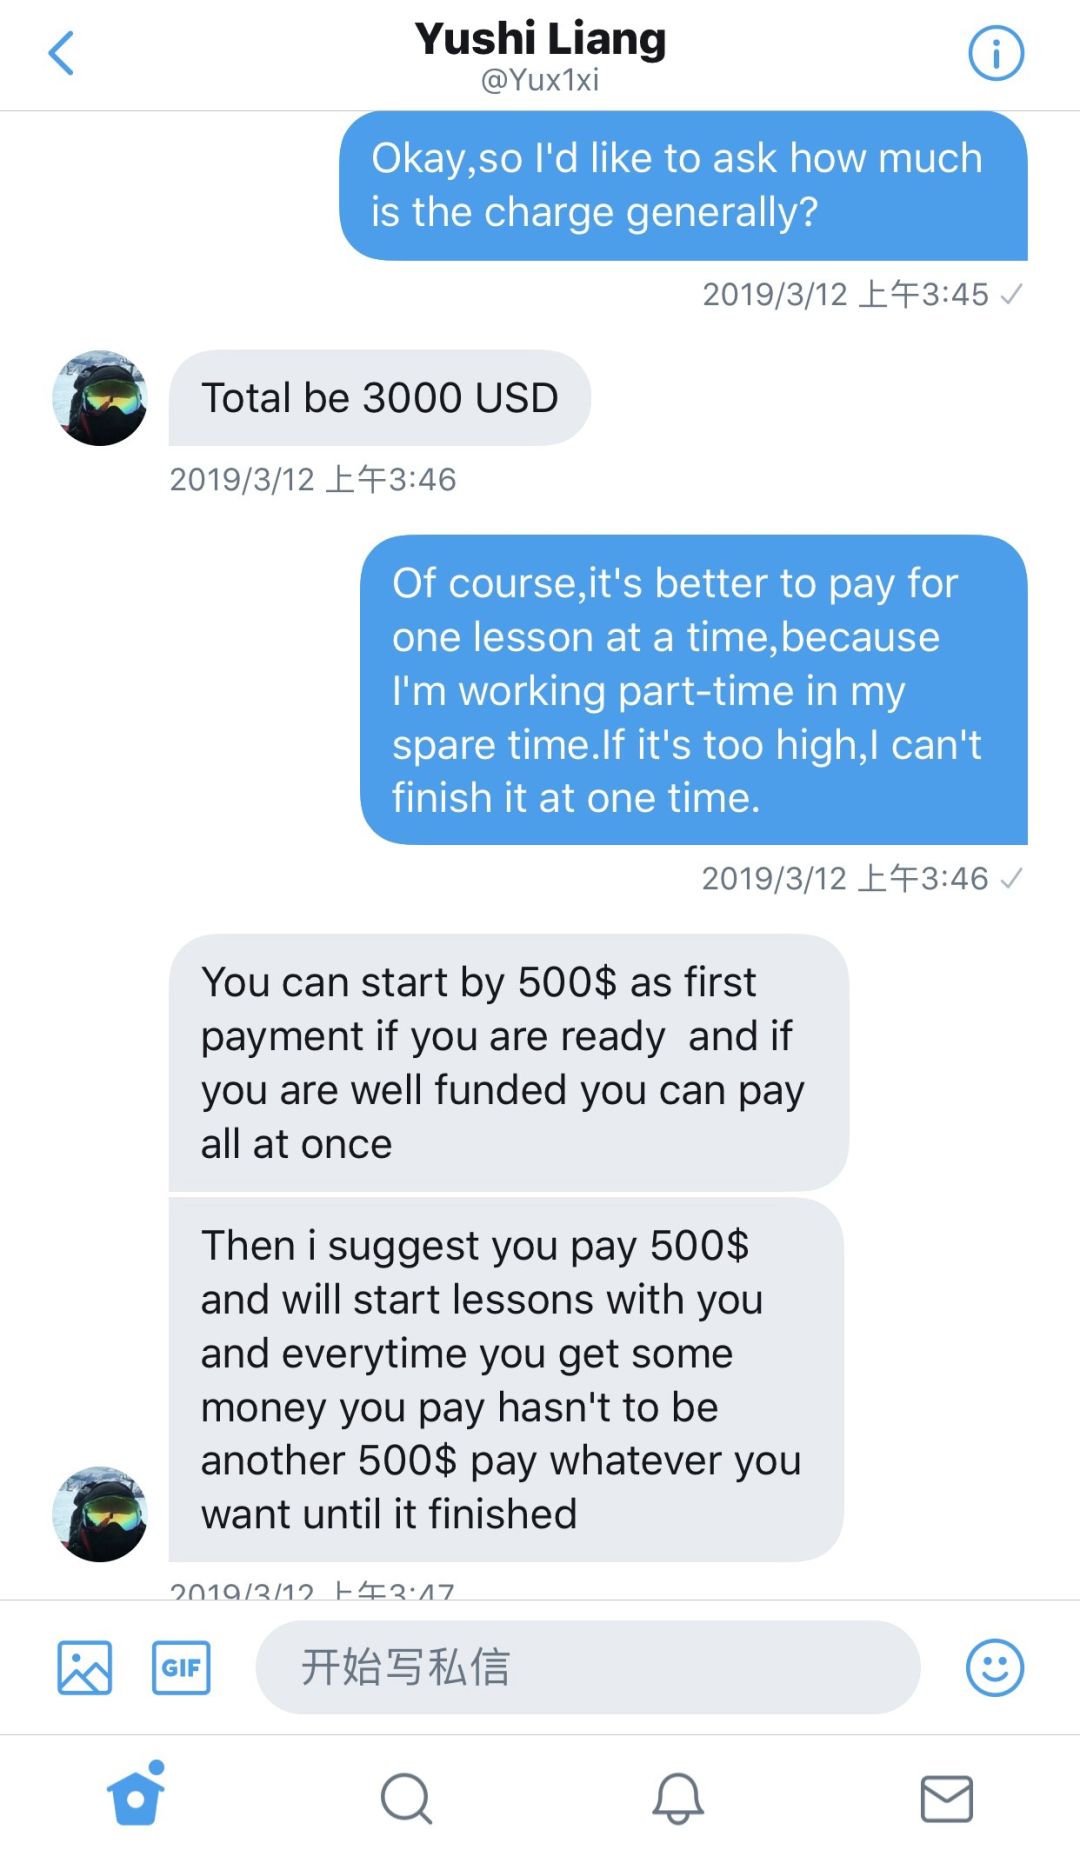 Yushi Liang
@Yux1xi
Okay,so I'd like to ask how much
is the charge generally?
2019/3/12 上午3:45
Total be 3000 USD
2019/3/12 上午3:46
Of course,it's better to pay for
one lesson at a time,because
I'm working part-time in my
spare time.If it's too high,I can't
finish it at one time.
2019/3/12 上午3:46
You can start by 500$ as first
payment if you are ready  and if
you are well funded you can pay
all at once
Then i suggest you pay 500$
and will start lessons with you
and everytime you get some
money you pay hasn't to be
another 500$ pay whatever you
want until it finished
2019/3/12 上午3:47
GIF
开始写私信